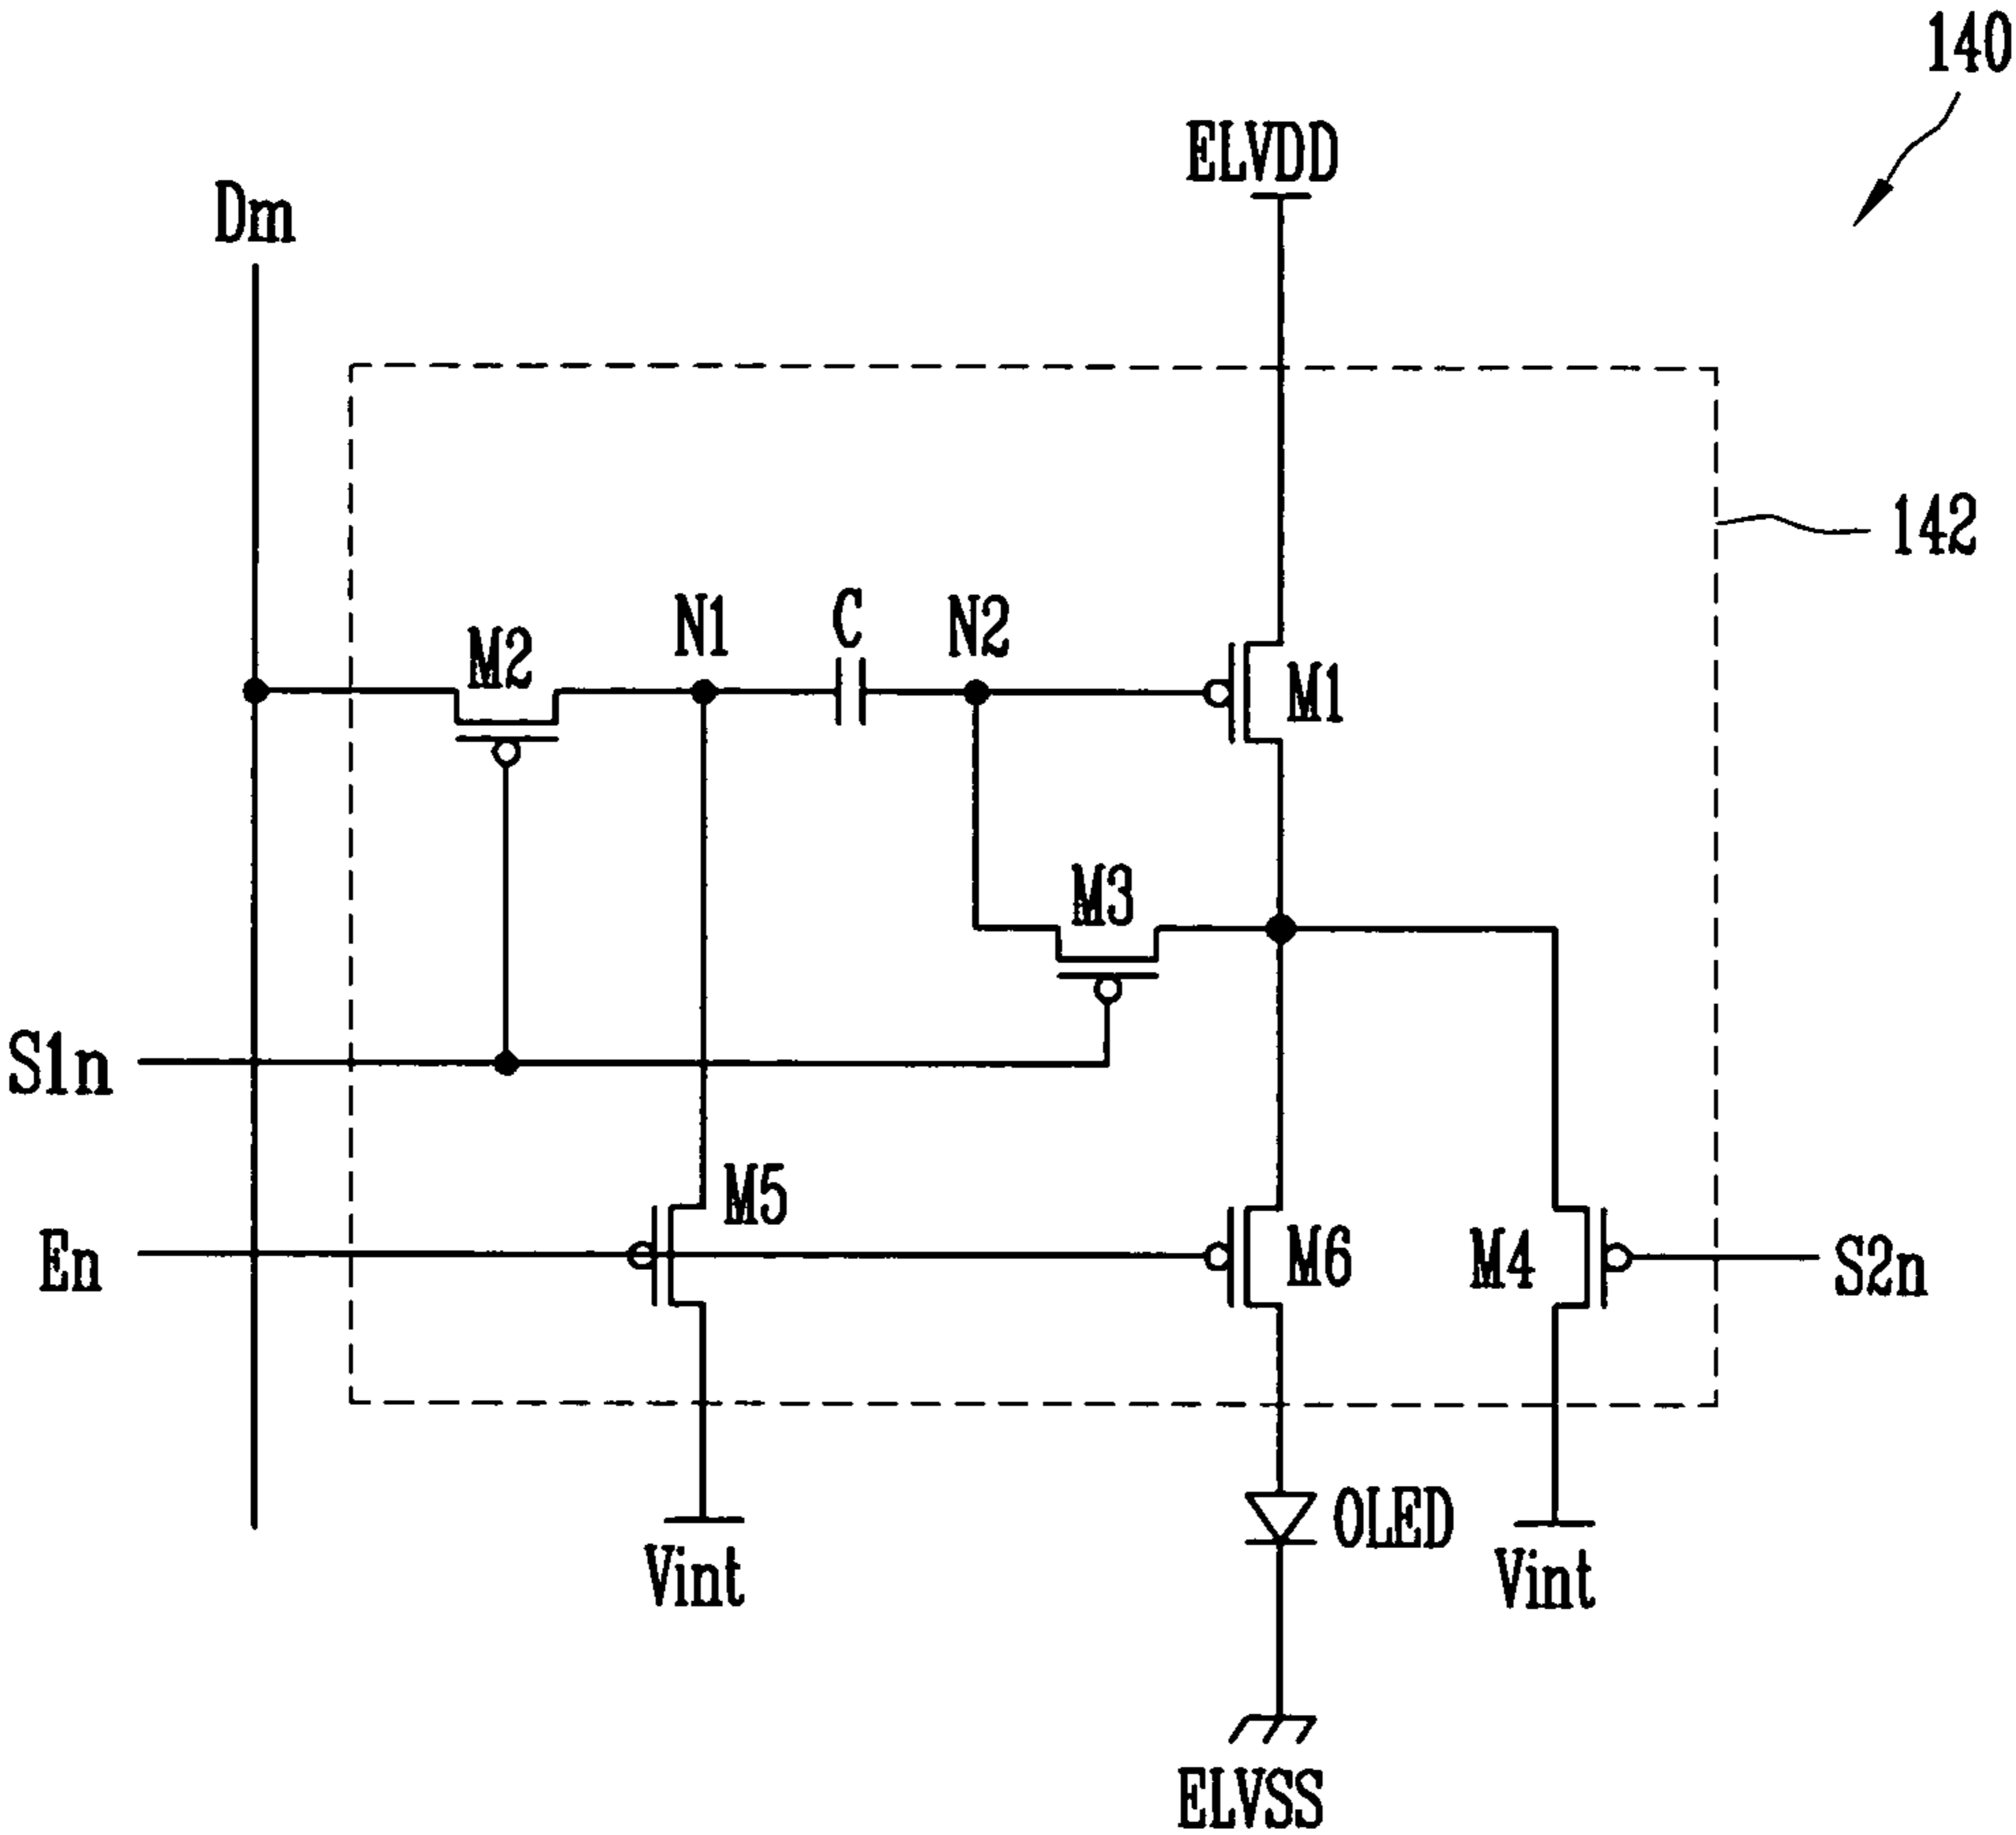 140
ELVDD
Dm
142
N1
C
N2
M2
M1
M3
S1n
M5
En
M6
M4
S2n
OLED
Vint
Vint
ELVSS